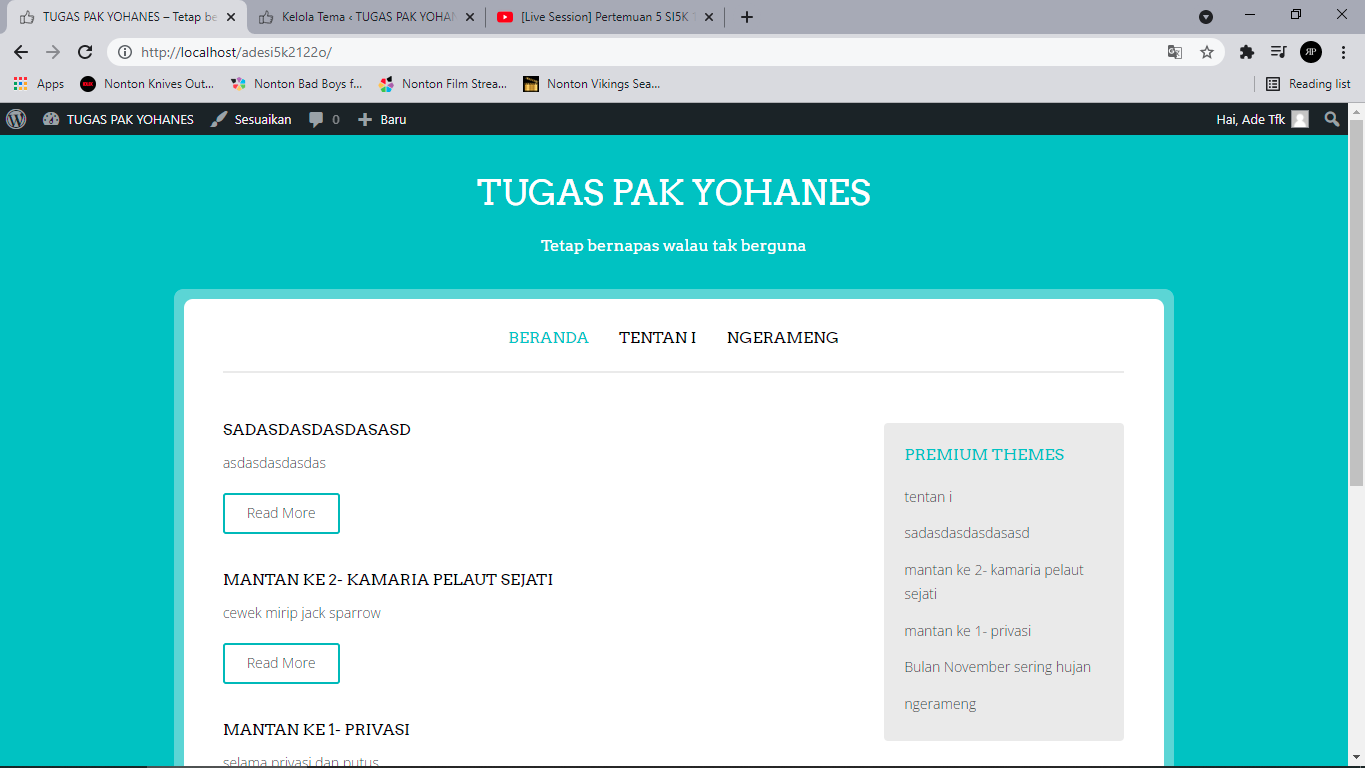 TUGAS PAK YOHANES – Tetap be
Kelola Tema ‹ TUGAS PAK YOHAN
[Live Session] Pertemuan 5 SI5K
http://localhost/adesi5k2122o/
Apps
Nonton Knives Out...
Nonton Bad Boys f...
Nonton Film Strea...
Nonton Vikings Sea...
Reading list
TUGAS PAK YOHANES
Sesuaikan
0
Baru
Hai, Ade Tfk
TUGAS PAK YOHANES
Tetap bernapas walau tak berguna
BERANDA
TENTAN I
NGERAMENG
SADASDASDASDASASD
asdasdasdasdas
Read More
MANTAN KE 2- KAMARIA PELAUT SEJATI
cewek mirip jack sparrow
Read More
MANTAN KE 1- PRIVASI
selama privasi dan putus
PREMIUM THEMES
tentan i
sadasdasdasdasasd
mantan ke 2- kamaria pelaut
sejati
mantan ke 1- privasi
Bulan November sering hujan
ngerameng